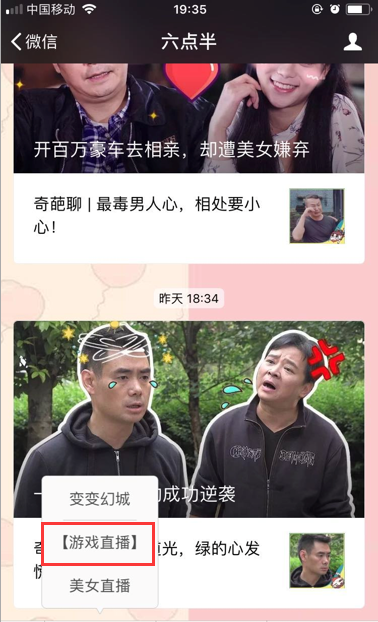 中国移动
19:35
微信
六点半
开百万豪车去相亲，却遭美女嫌弃
奇葩聊 | 最毒男人心，相处要小
心！
昨天 18:34
成功逆袭
光，绿的心发
变变幻城
【游戏直播】
美女直播